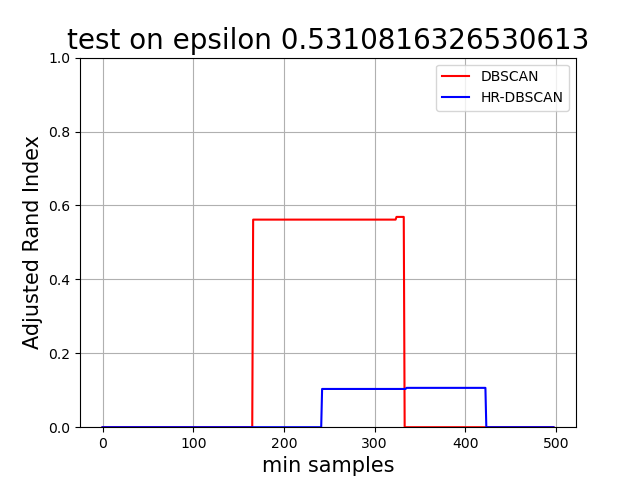 test on epsilon 0.5310816326530613
DBSCAN
HR-DBSCAN
Adjusted Rand Index
1.0
0.8
0.6
0.4
0.2
0.0
0 100 200 300 400 500
min samples